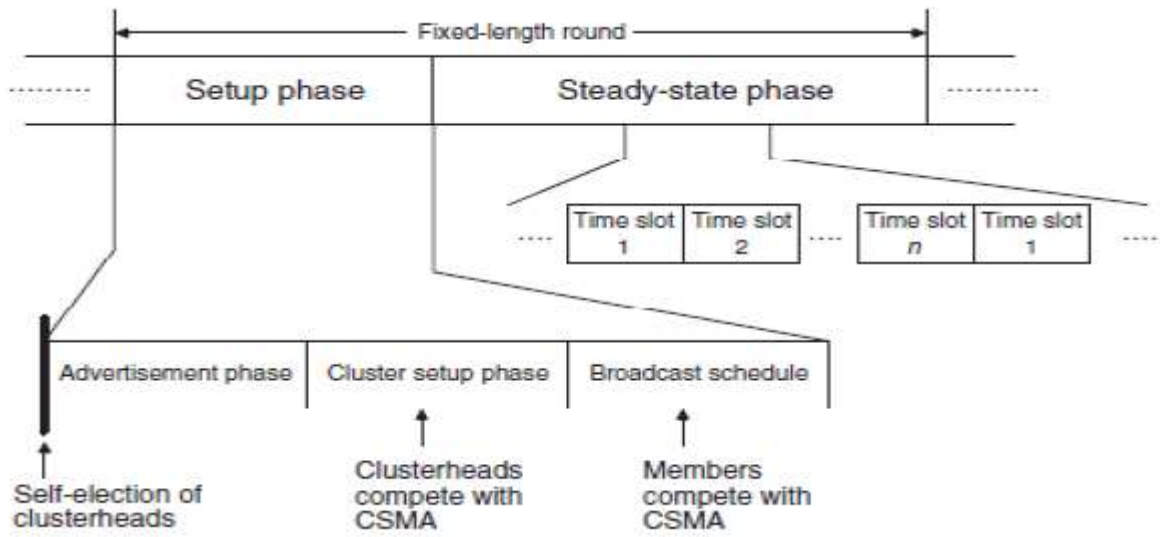 Fixed-length round
Setup phase
Steady-state phase
Time slot
1
Time slot
2
Time slot
n
Time slot
1
Advertisement phase
Cluster setup phase
Broadcast schedule
Self-election of
clusterheads
Clusterheads
compete with
CSMA
Members
compete with
CSMA